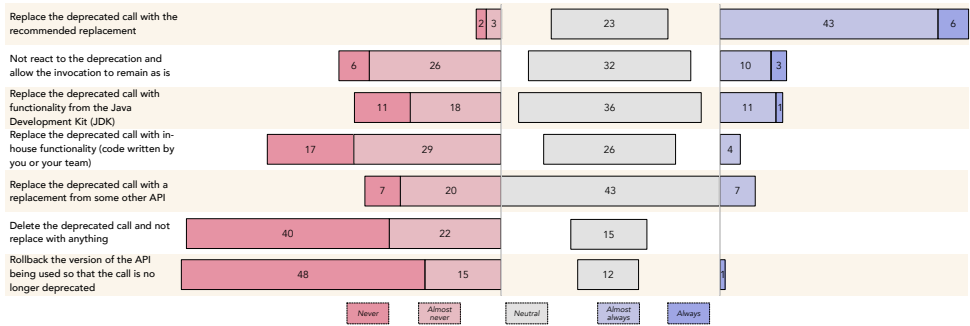 Replace the deprecated call with the
recommended replacement
2 3 23 43 6
Not react to the deprecation and
allow the invocation to remain as is
6 26 32 10 3
Replace the deprecated call with
functionality from the Java
Development Kit (JDK)
11 18 36 11 1
Replace the deprecated call with in-
house functionality (code written by
you or your team)
17 29 26 4
Replace the deprecated call with a
replacement from some other API
7 20 43 7
Delete the deprecated call and not
replace with anything
40 22 15
Rollback the version of the API
being used so that the call is no
longer deprecated
48 15 12 1
Never
Almost
never
Neutral
Almost
always
Always